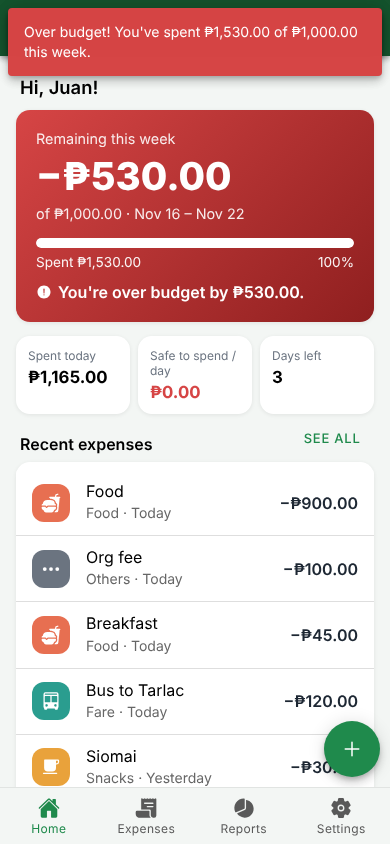 Over budget! You've spent ₱1,530.00 of ₱1,000.00
this week.
Hi, Juan!
Remaining this week
−₱530.00
of ₱1,000.00 · Nov 16 – Nov 22
Spent ₱1,530.00
100%
You're over budget by ₱530.00.
Spent today
₱1,165.00
Safe to spend /
day
₱0.00
Days left
3
Recent expenses
SEE ALL
Food
Food · Today
−₱900.00
Org fee
Others · Today
−₱100.00
Breakfast
Food · Today
−₱45.00
Bus to Tarlac
Fare · Today
−₱120.00
Siomai
Snacks · Yesterday
−₱30.
Home
Expenses
Reports
Settings